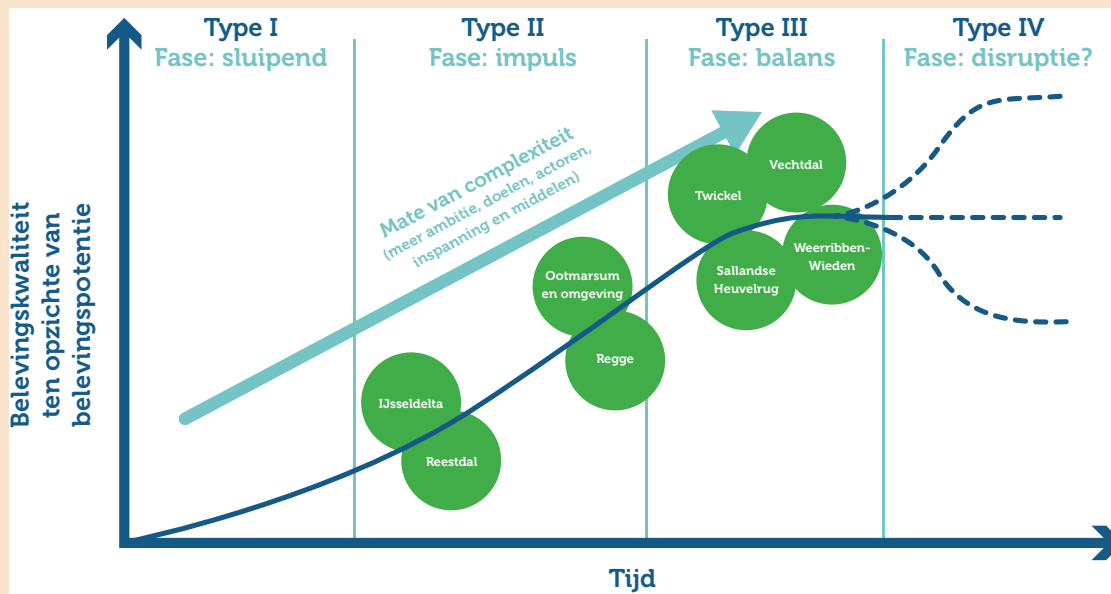 Type I
Fase: sluipend
Type II
Fase: impuls
Type III
Fase: balans
Type IV
Fase: disruptie?
Belevingskwaliteit
ten opzichte van
belevingspotentie
Mate van complexiteit
(meer ambitie, doelen, actoren,
inspanning en middelen)
IJsseldelta
Reestdal
Ootmarsum
en omgeving
Regge
Twickel
Vechtdal
Sallandse
Heuvelrug
Weerribben-
Wieden
Tijd